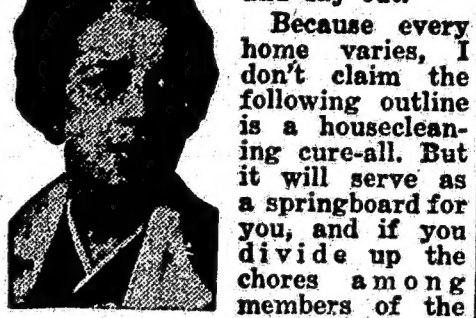 Because every
home varies, I
don't claim the
following outline
is a houseclean-
ing cure-all. But
it will serve as
a springboard for
you, and if you
divide up the
chores among
members of the